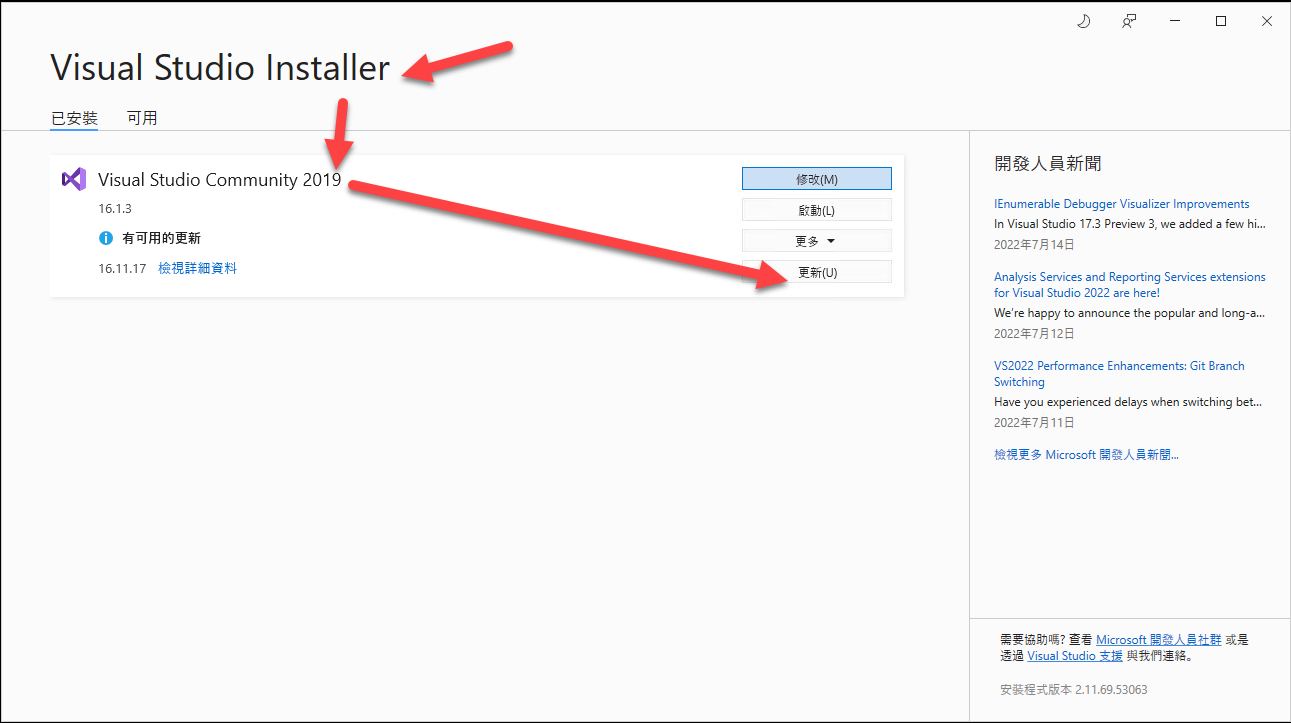 Visual Studio Installer
已安裝 可用
Visual Studio Community 2019
16.1.3
有可用的更新
16.11.17 檢視詳細資料
修改(M)
啟動(L)
更多
更新(U)
開發人員新聞
IEnumerable Debugger Visualizer Improvements
In Visual Studio 17.3 Preview 3, we added a few hi...
2022年7月14日
Analysis Services and Reporting Services extensions
for Visual Studio 2022 are here!
We're happy to announce the popular and long-a...
2022年7月12日
VS2022 Performance Enhancements: Git Branch
Switching
Have you experienced delays when switching bet...
2022年7月11日
檢視更多 Microsoft 開發人員新聞...
需要協助嗎? 查看 Microsoft 開發人員社群 或是
透過 Visual Studio 支援 與我們連絡。
安裝程式版本 2.11.69.53063